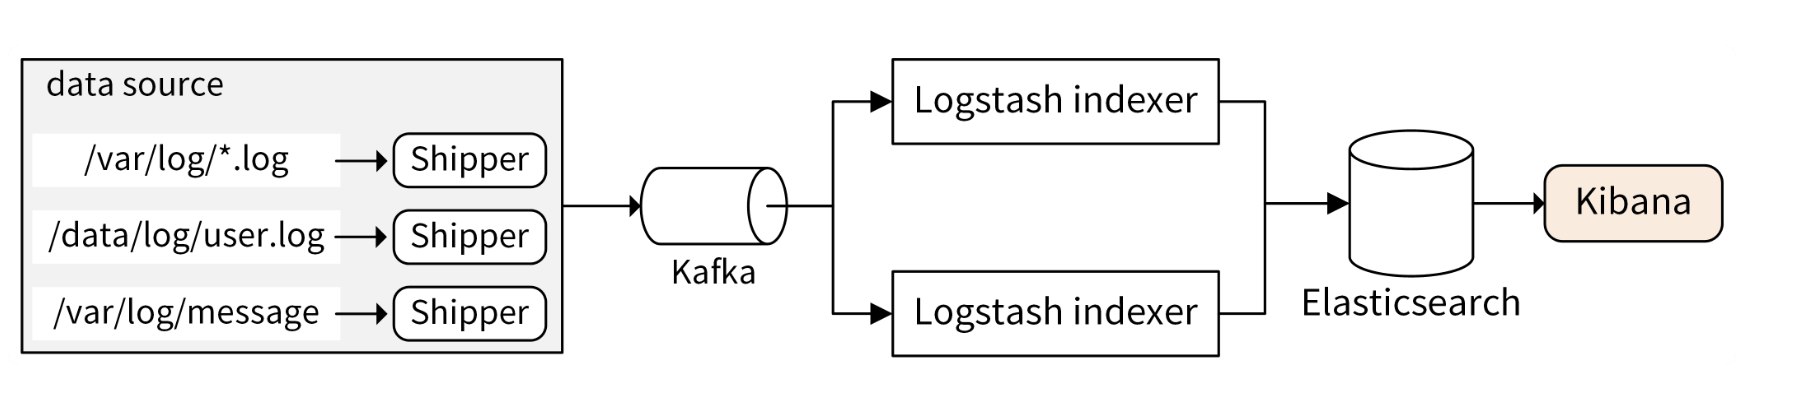 data source
/var/log/*.log
Shipper
/data/log/user.log
Shipper
/var/log/message
Shipper
Kafka
Logstash indexer
Logstash indexer
Elasticsearch
Kibana